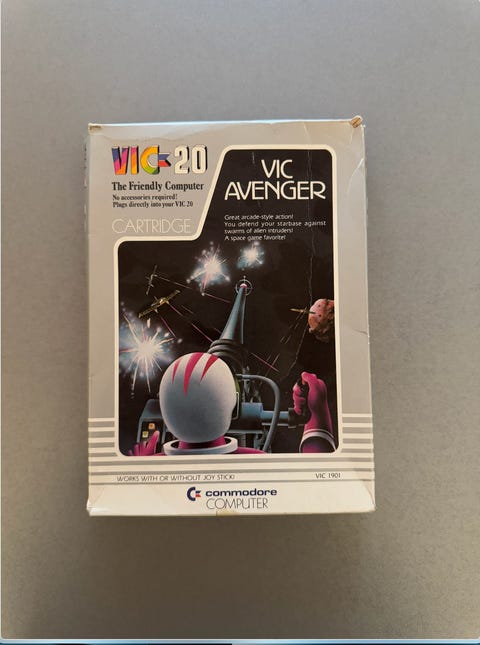 VIC-20
The Friendly Computer
No accessories required!
Plugs directly into your VIC 20
CARTRIDGE
VIC
AVENGER
Great arcade-style action!
You defend your starbase against
swarms of alien intruders!
A space game favorite!
WORKS WITH OR WITHOUT JOY STICK!
VIC 1901
commodore
COMPUTER